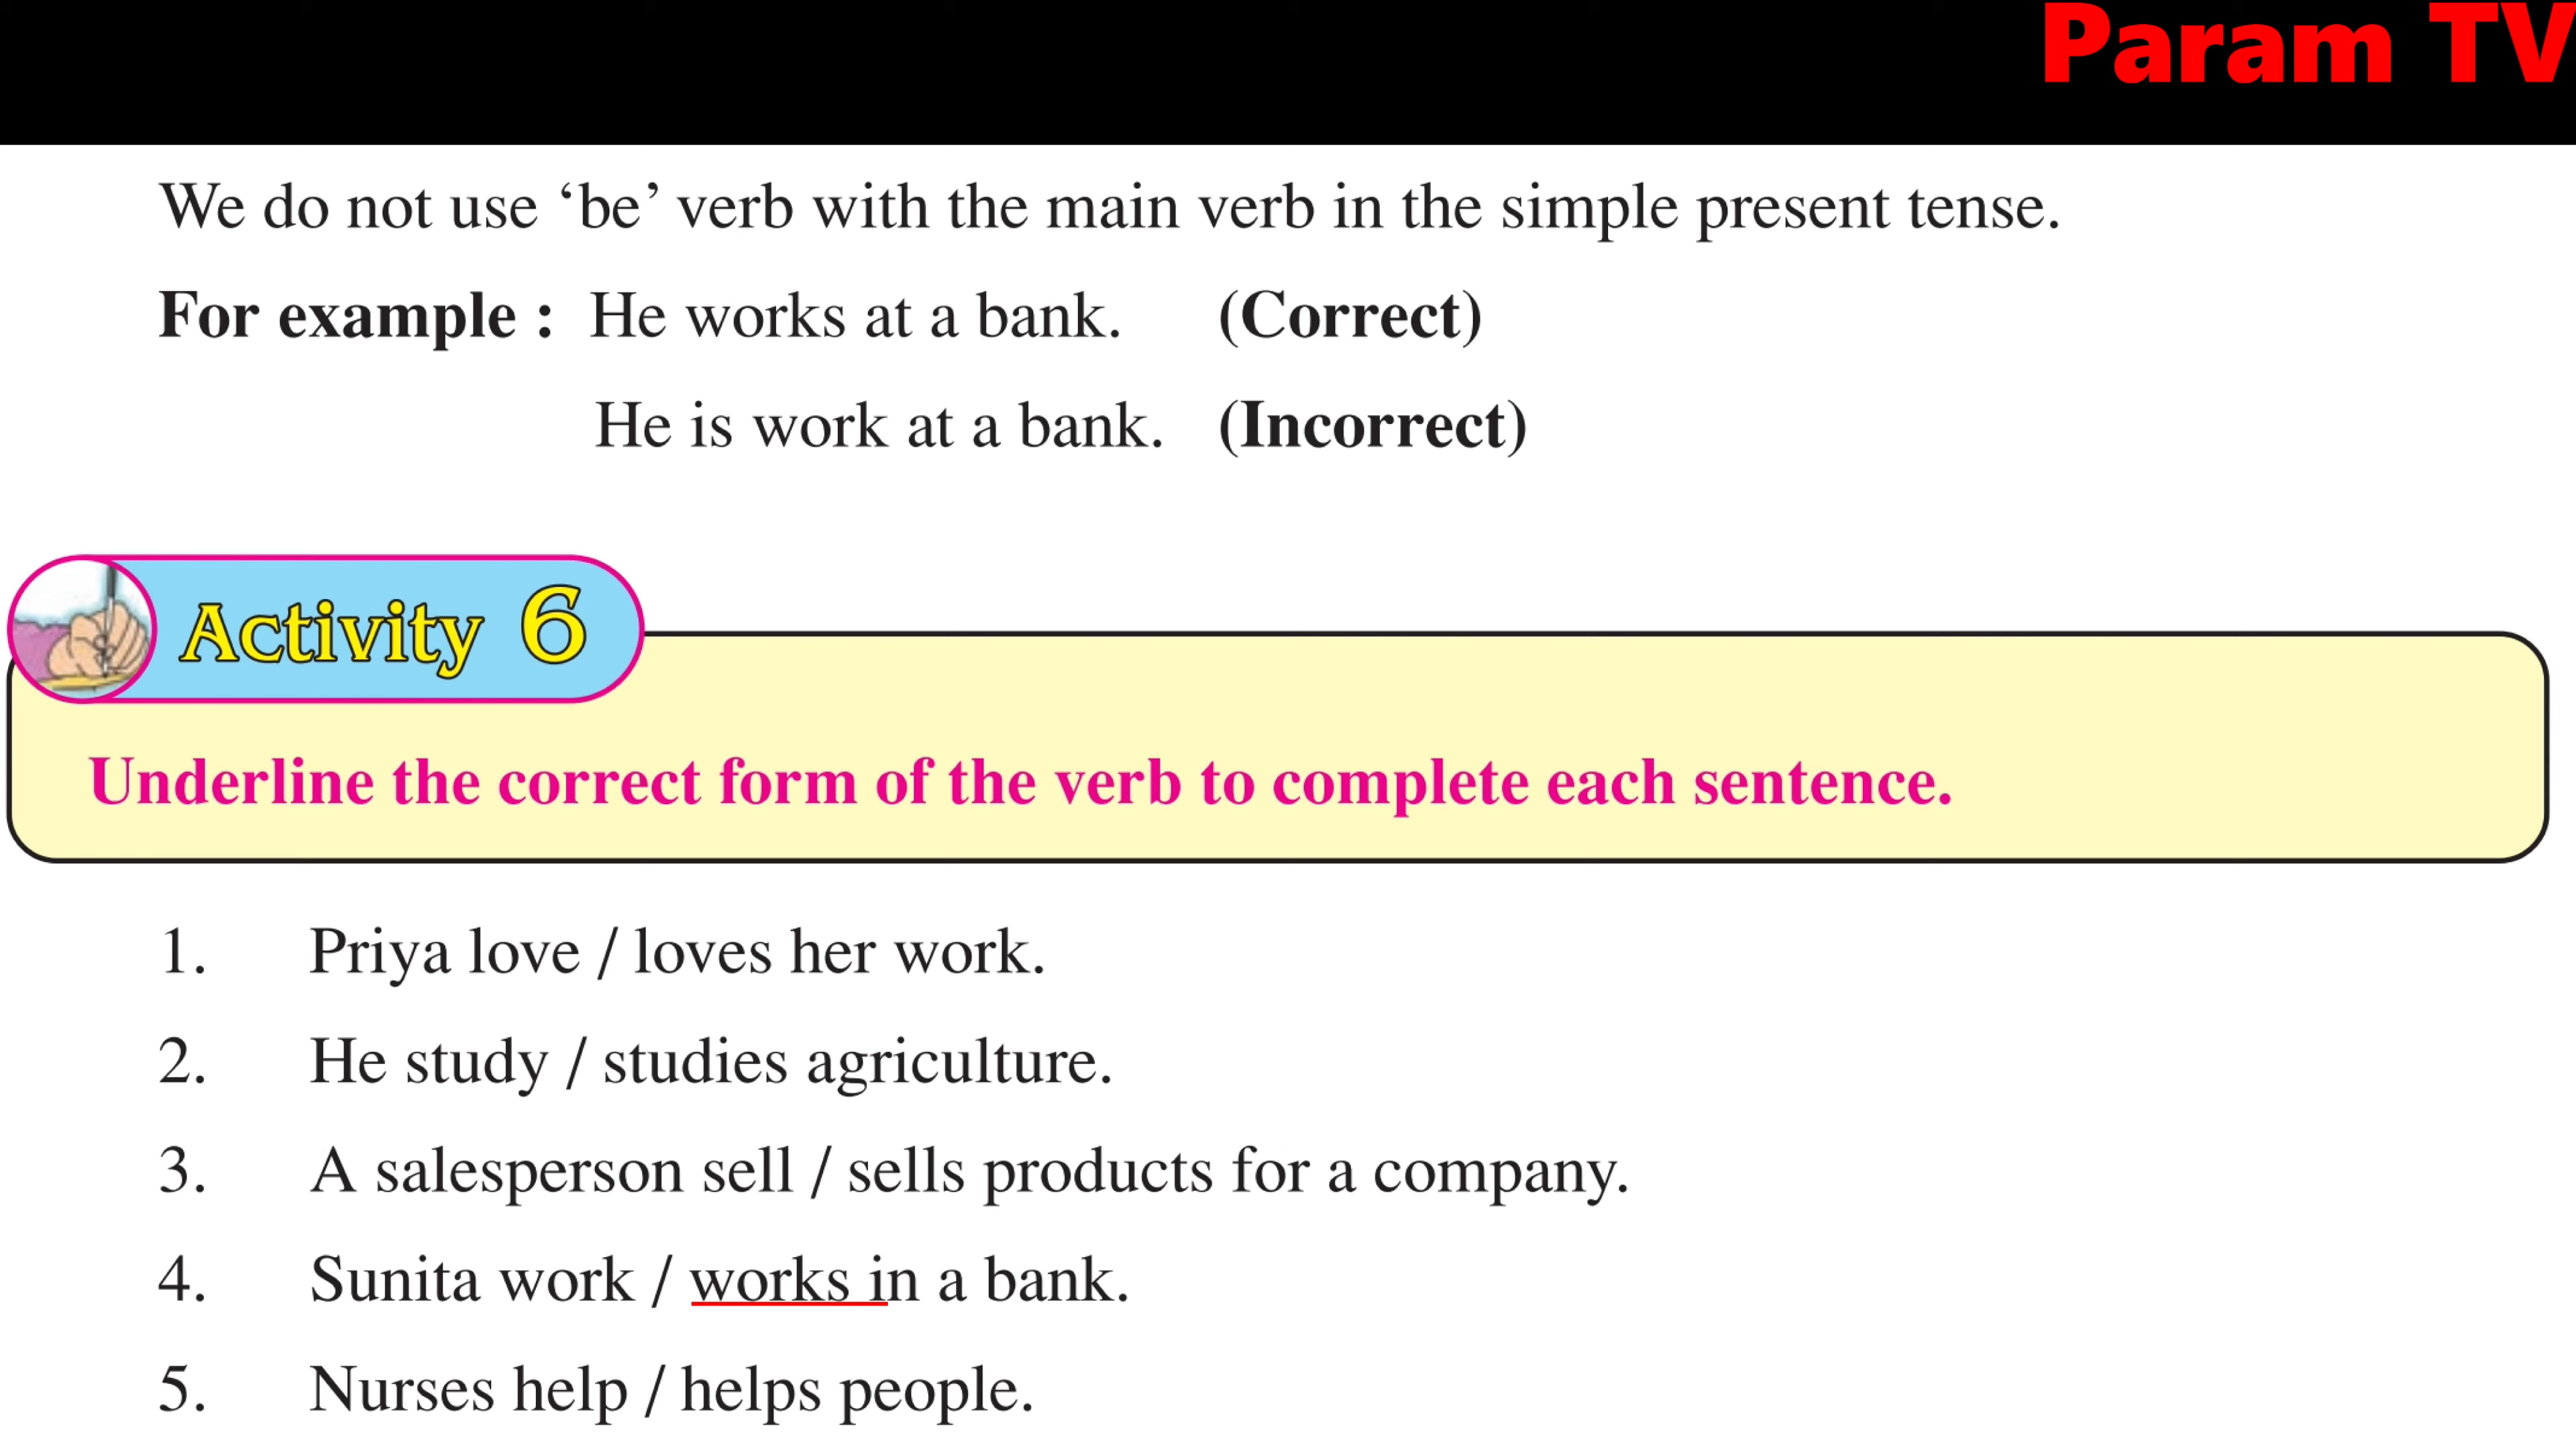 Param TV
We do not use ‘be’ verb with the main verb in the simple present tense.
For example : He works at a bank. (Correct)
He is work at a bank. (Incorrect)
Activity 6
Underline the correct form of the verb to complete each sentence.
1. Priya love / loves her work.
2. He study / studies agriculture.
3. A salesperson sell / sells products for a company.
4. Sunita work / works in a bank.
5. Nurses help / helps people.